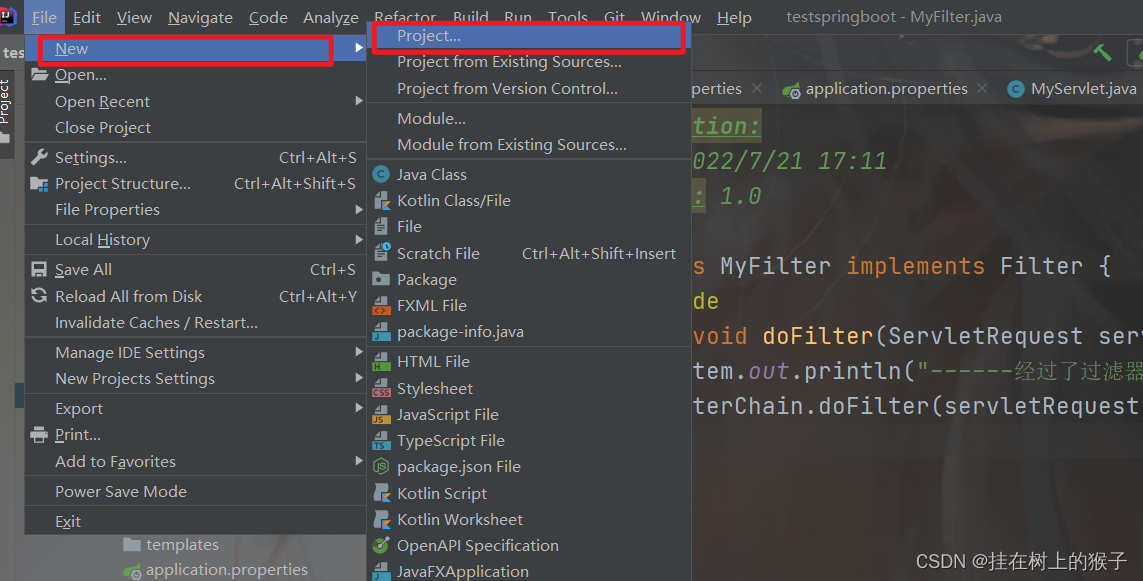 File Edit View Navigate Code Analyze Refactor Build Run Tools Git Window Help testspringboot - MyFilter.java
tes
Project
New
Open...
Open Recent
Close Project
Settings... Ctrl+Alt+S
Project Structure... Ctrl+Alt+Shift+S
File Properties
Local History
Save All Ctrl+S
Reload All from Disk Ctrl+Alt+Y
Invalidate Caches / Restart...
Manage IDE Settings
New Projects Settings
Export
Print...
Add to Favorites
Power Save Mode
Exit
templates
application.properties
Project...
Project from Existing Sources...
Project from Version Control...
Module...
Module from Existing Sources...
Java Class
Kotlin Class/File
File
Scratch File Ctrl+Alt+Shift+Insert
Package
FXML File
package-info.java
HTML File
Stylesheet
JavaScript File
TypeScript File
package.json File
Kotlin Script
Kotlin Worksheet
OpenAPI Specification
JavaFXApplication
perties application.properties MyServlet.java
tion:
022/7/21 17:11
: 1.0
s MyFilter implements Filter {
de
void doFilter(ServletRequest serv
tem.out.println("------经过了过滤器
terChain.doFilter(servletRequest
CSDN @挂在树上的猴子